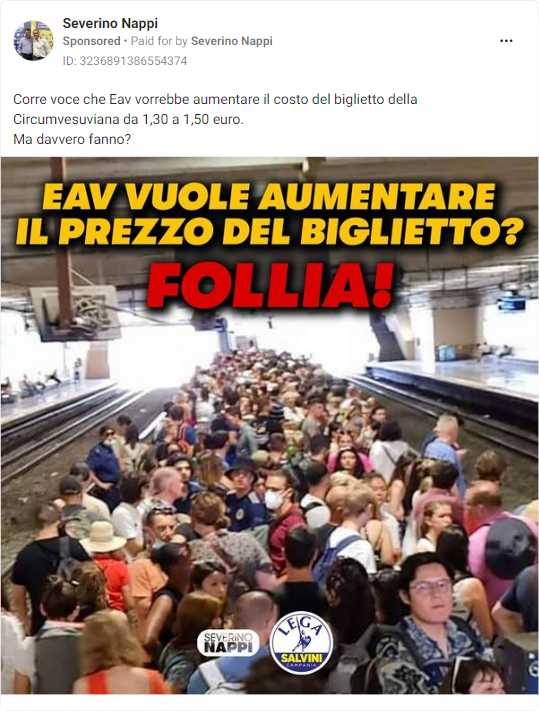 Severino Nappi
Sponsored • Paid for by Severino Nappi
ID: 3236891386554374
Corre voce che Eav vorrebbe aumentare il costo del biglietto della
Circumvesuviana da 1,30 a 1,50 euro.
Ma davvero fanno?
EAV VUOLE AUMENTARE
IL PREZZO DEL BIGLIETTO?
FOLLIA!
SEVERINO
NAPPI
LEGA
SALVINI
CAMPANIA